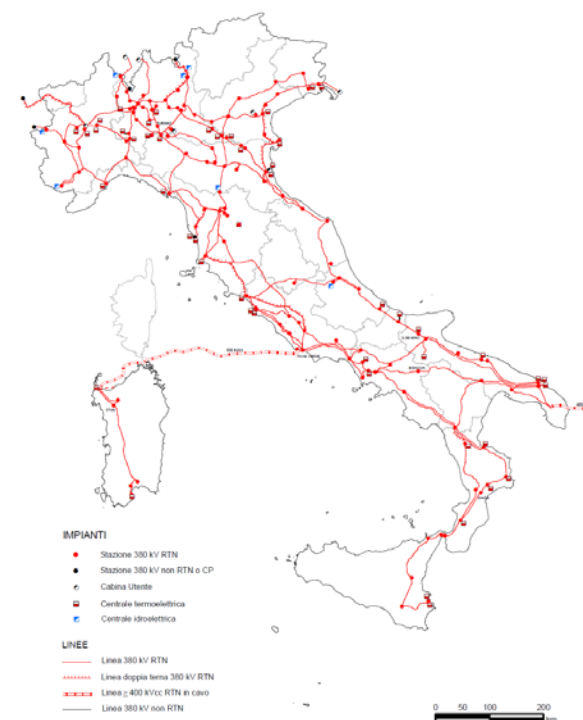 IMPIANTI
Stazione 380 kV RTN
Stazione 380 kV non RTN o CP
Cabina Utente
Centrale termoelettrica
Centrale idroelettrica
LINEE
Linea 380 kV RTN
Linea doppia terna 380 kV RTN
Linea ≥ 400 kVcc RTN in cavo
Linea 380 kV non RTN
0 50 100 200